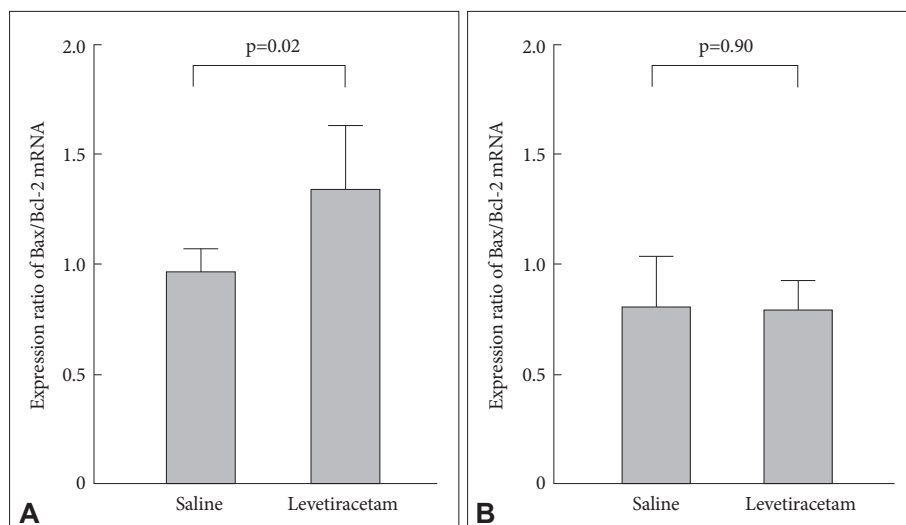 Expression ratio of Bax/Bcl-2 mRNA
2.0
1.5
1.0
0.5
0
p=0.02
Saline
Levetiracetam
A
Expression ratio of Bax/Bcl-2 mRNA
2.0
1.5
1.0
0.5
0
p=0.90
Saline
Levetiracetam
B